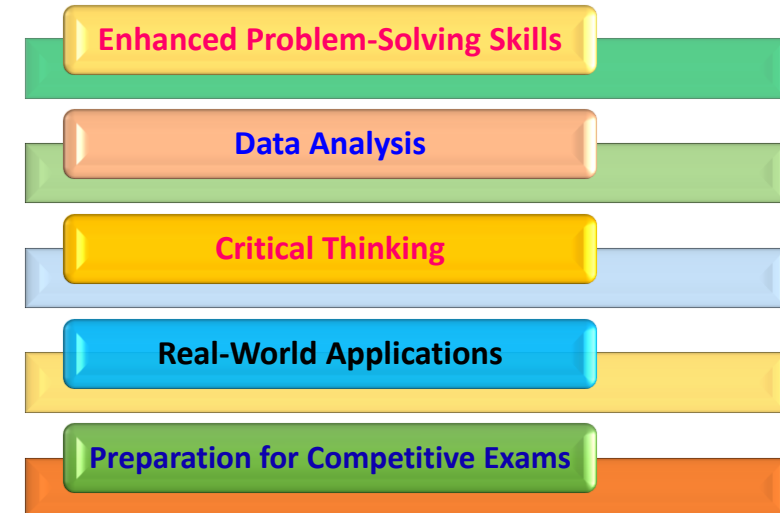 Enhanced Problem-Solving Skills
Data Analysis
Critical Thinking
Real-World Applications
Preparation for Competitive Exams